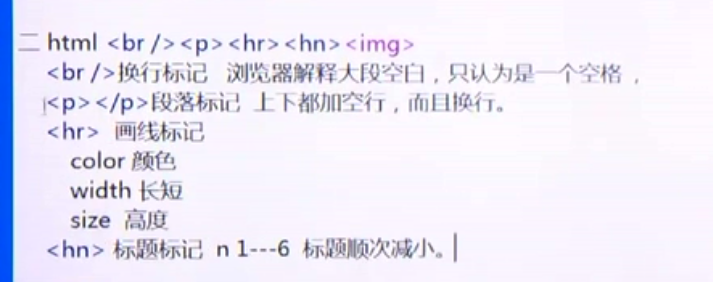 二 html <br /><p><hr><hn><img>
<br />换行标记 浏览器解释大段空白，只认为是一个空格，
<p></p>段落标记 上下都加空行，而且换行。
<hr> 画线标记
color 颜色
width 长短
size 高度
<hn> 标题标记 n 1---6 标题顺次减小。